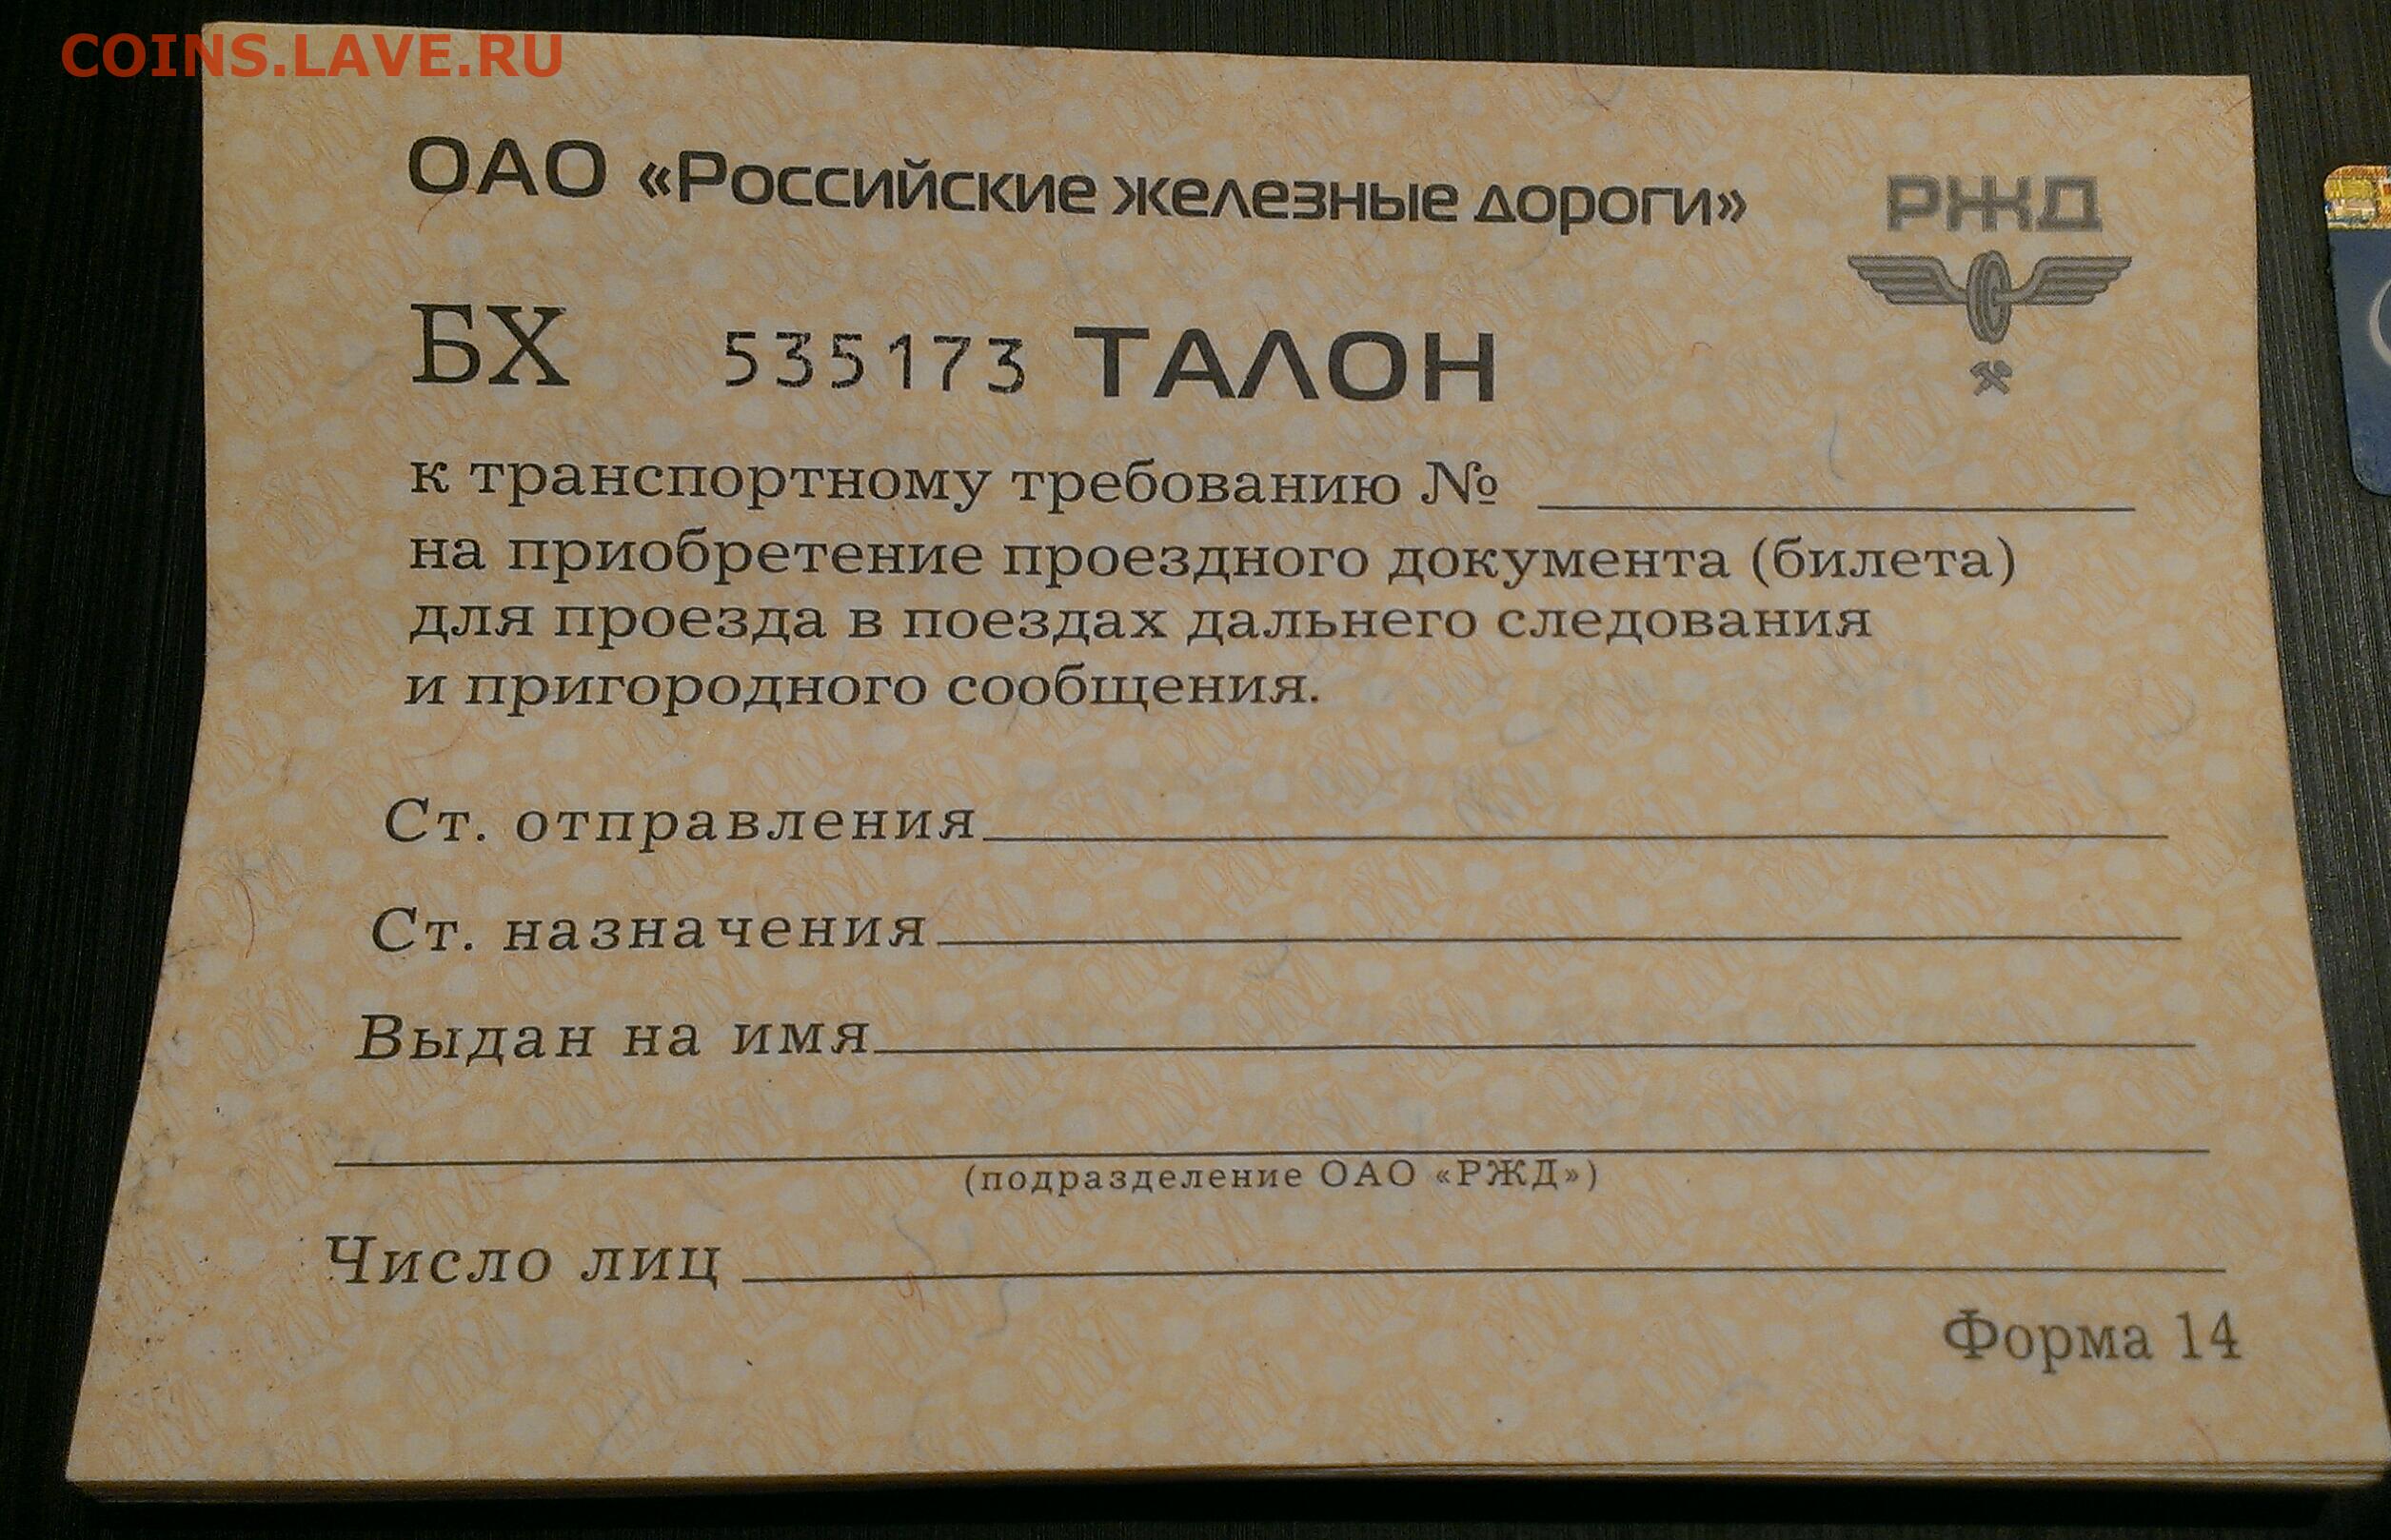 COINS.LAVE.RU
ОАО «Российские железные дороги»
РЖД
БХ 535173 ТАЛОН
к транспортному требованию №
на приобретение проездного документа (билета)
для проезда в поездах дальнего следования
и пригородного сообщения.
Ст. отправления
Ст. назначения
Выдан на имя
(подразделение ОАО «РЖД»)
Число лиц
Форма 14